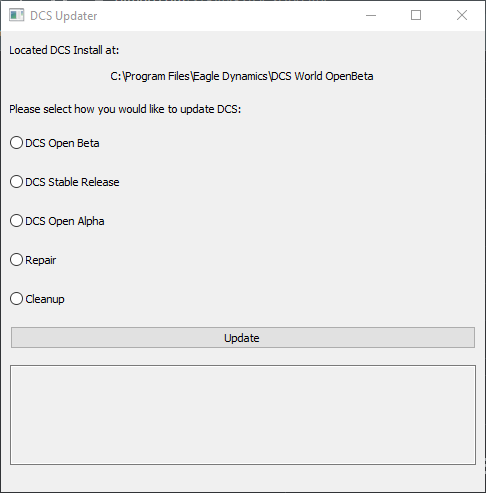 DCS Updater
Located DCS Install at:
C:\Program Files\Eagle Dynamics\DCS World OpenBeta
Please select how you would like to update DCS:
DCS Open Beta
DCS Stable Release
DCS Open Alpha
Repair
Cleanup
Update